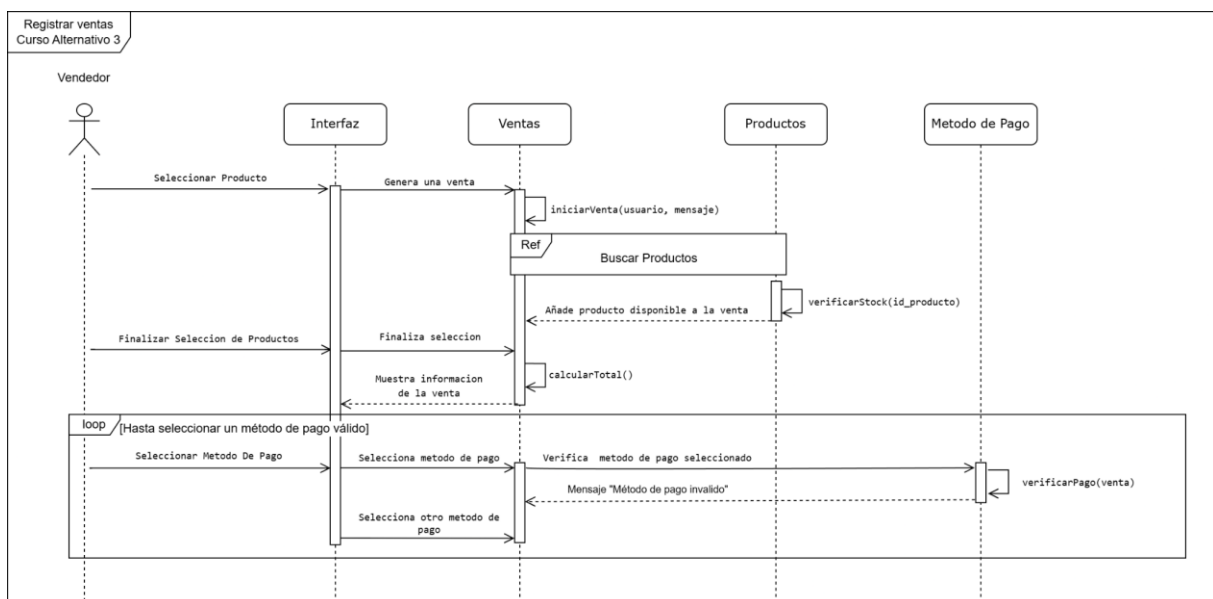 Registrar ventas
Curso Alternativo 3
Vendedor
Interfaz
Ventas
Productos
Metodo de Pago
Seleccionar Producto
Genera una venta
iniciarVenta(usuario, mensaje)
Ref
Buscar Productos
verificarStock(id_producto)
Añade producto disponible a la venta
Finalizar Seleccion de Productos
Finaliza seleccion
calcularTotal()
Muestra informacion
de la venta
loop
[Hasta seleccionar un método de pago válido]
Seleccionar Metodo De Pago
Selecciona metodo de pago
Verifica metodo de pago seleccionado
verificarPago(venta)
Mensaje "Método de pago invalido"
Selecciona otro metodo de
pago